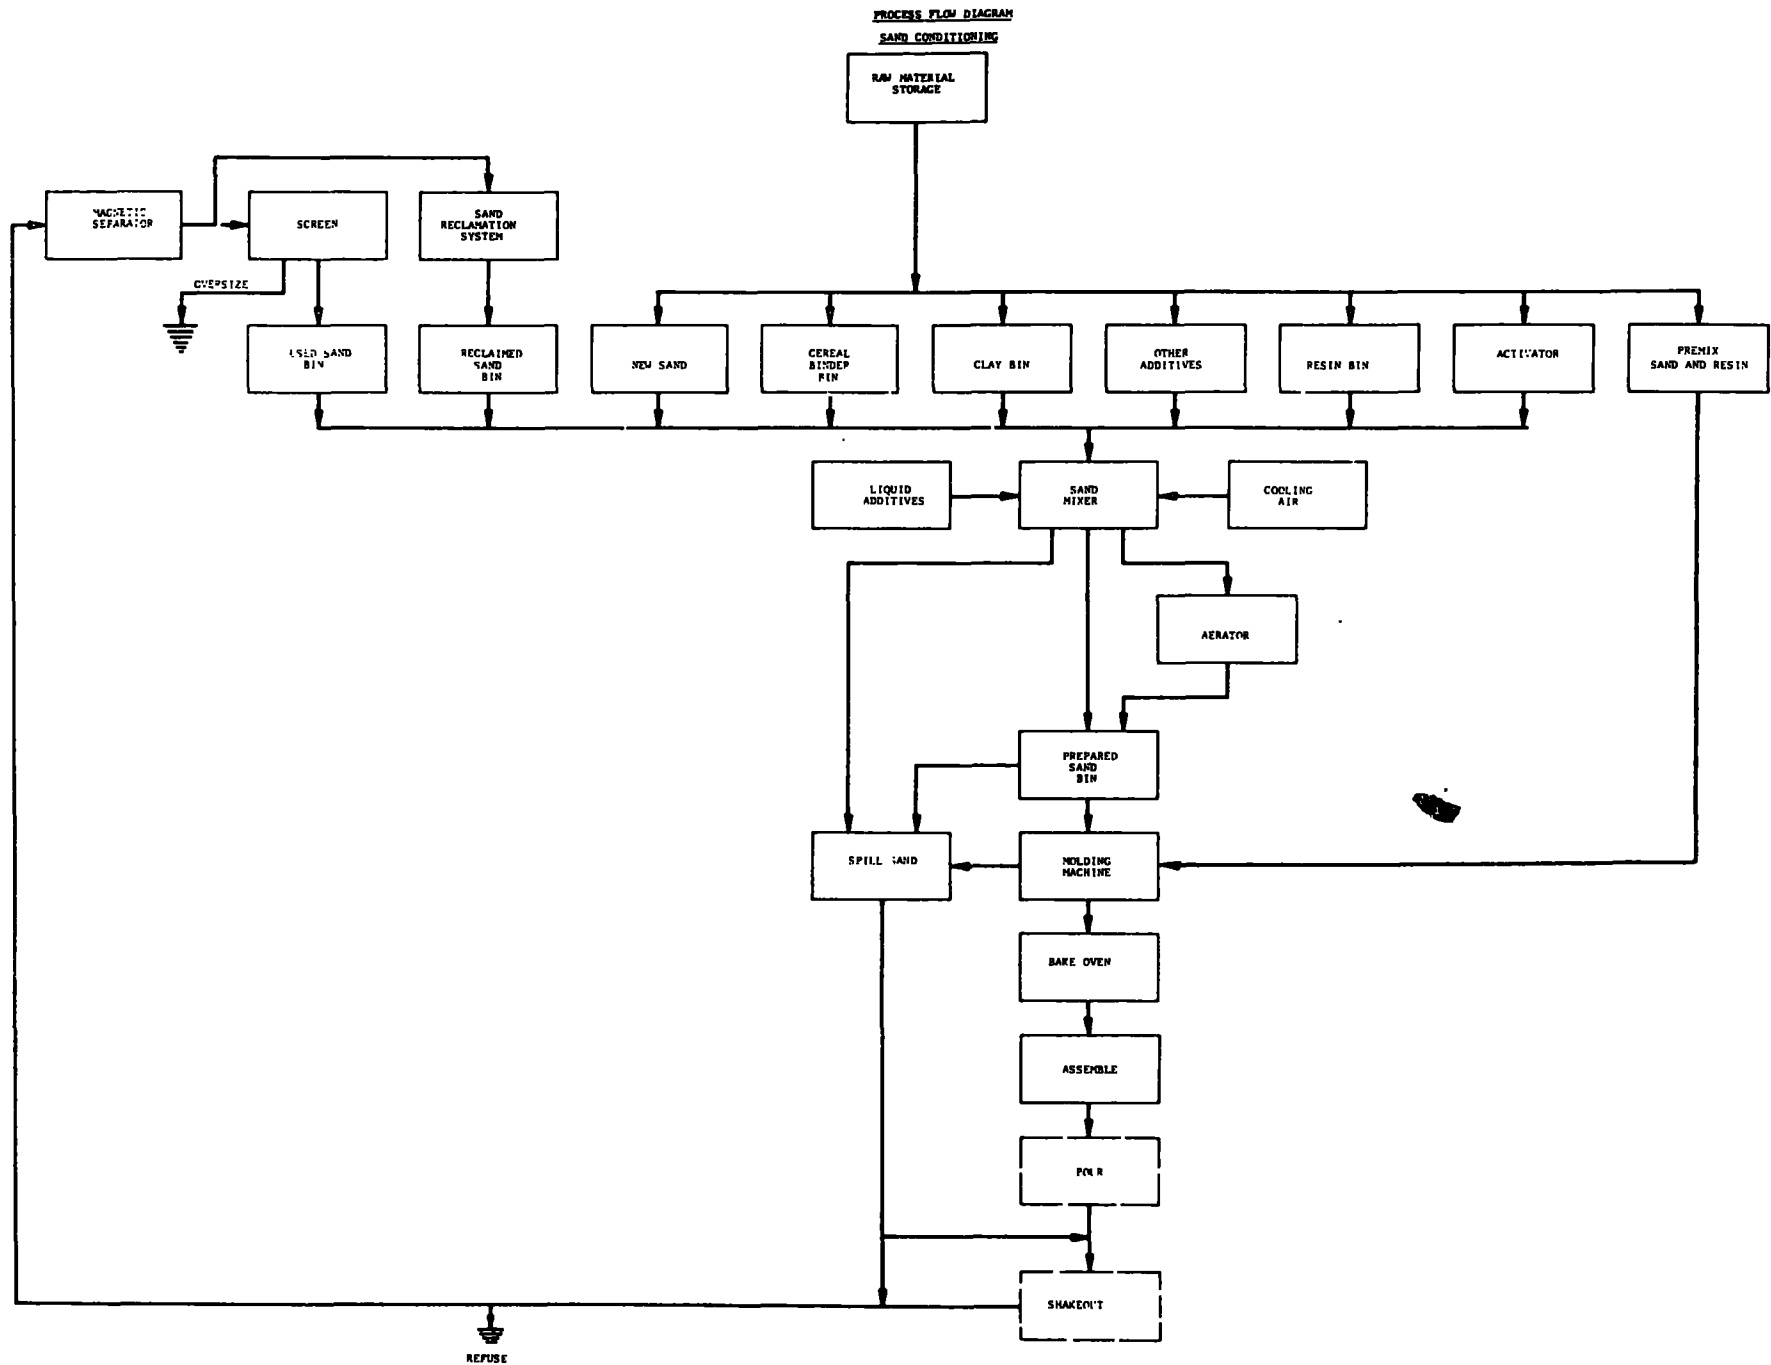 PROCESS FLOW DIAGRAM
SAND CONDITIONING
RAW MATERIAL
STORAGE
MAGNETIC
SEPARATOR
SCREEN
SAND
RECLAMATION
SYSTEM
OVERSIZE
USED SAND
BIN
RECLAIMED
SAND
BIN
NEW SAND
CEREAL
BINDER
BIN
CLAY BIN
OTHER
ADDITIVES
RESIN BIN
ACTIVATOR
PREMIX
SAND AND RESIN
LIQUID
ADDITIVES
SAND
MIXER
COOLING
AIR
AERATOR
PREPARED
SAND
BIN
SPILL SAND
MOLDING
MACHINE
BAKE OVEN
ASSEMBLE
POUR
SHAKEOUT
REFUSE